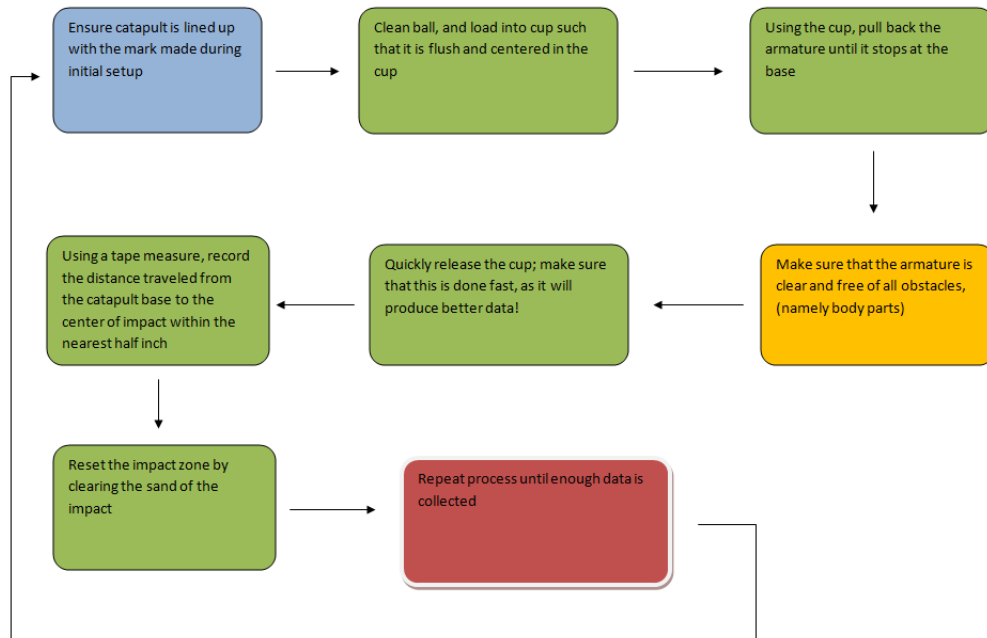 Ensure catapult is lined up
with the mark made during
initial setup
Clean ball, and load into cup such
that it is flush and centered in the
cup
Using the cup, pull back the
armature until it stops at the
base
Make sure that the armature is
clear and free of all obstacles,
(namely body parts)
Quickly release the cup; make sure
that this is done fast, as it will
produce better data!
Using a tape measure, record
the distance traveled from
the catapult base to the
center of impact within the
nearest half inch
Reset the impact zone by
clearing the sand of the
impact
Repeat process until enough data is
collected